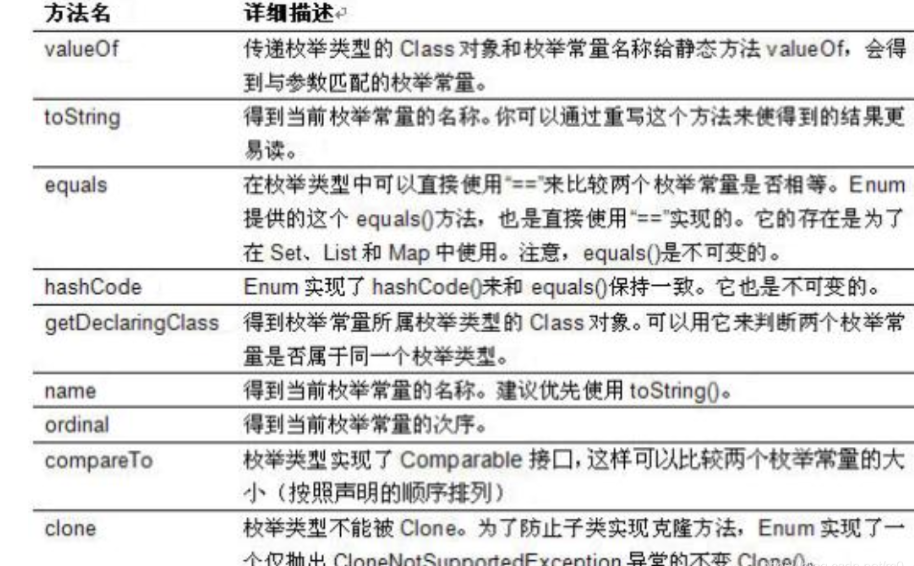 方法名 详细描述
valueOf 传递枚举类型的 Class 对象和枚举常量名称给静态方法 valueOf，会得
到与参数匹配的枚举常量。
toString 得到当前枚举常量的名称。你可以通过重写这个方法来使得到的结果更
易读。
equals 在枚举类型中可以直接使用“==”来比较两个枚举常量是否相等。Enum
提供的这个 equals()方法，也是直接使用“==”实现的。它的存在是为了
在 Set、List 和 Map 中使用。注意，equals()是不可变的。
hashCode Enum 实现了 hashCode()来和 equals()保持一致。它也是不可变的。
getDeclaringClass 得到枚举常量所属枚举类型的 Class 对象。可以用它来判断两个枚举常
量是否属于同一个枚举类型。
name 得到当前枚举常量的名称。建议优先使用 toString()。
ordinal 得到当前枚举常量的次序。
compareTo 枚举类型实现了 Comparable 接口，这样可以比较两个枚举常量的大
小（按照声明的顺序排列）
clone 枚举类型不能被 Clone。为了防止子类实现克隆方法，Enum 实现了一
个仅抛出 CloneNotSupportedException 异常的不变 Clone()。